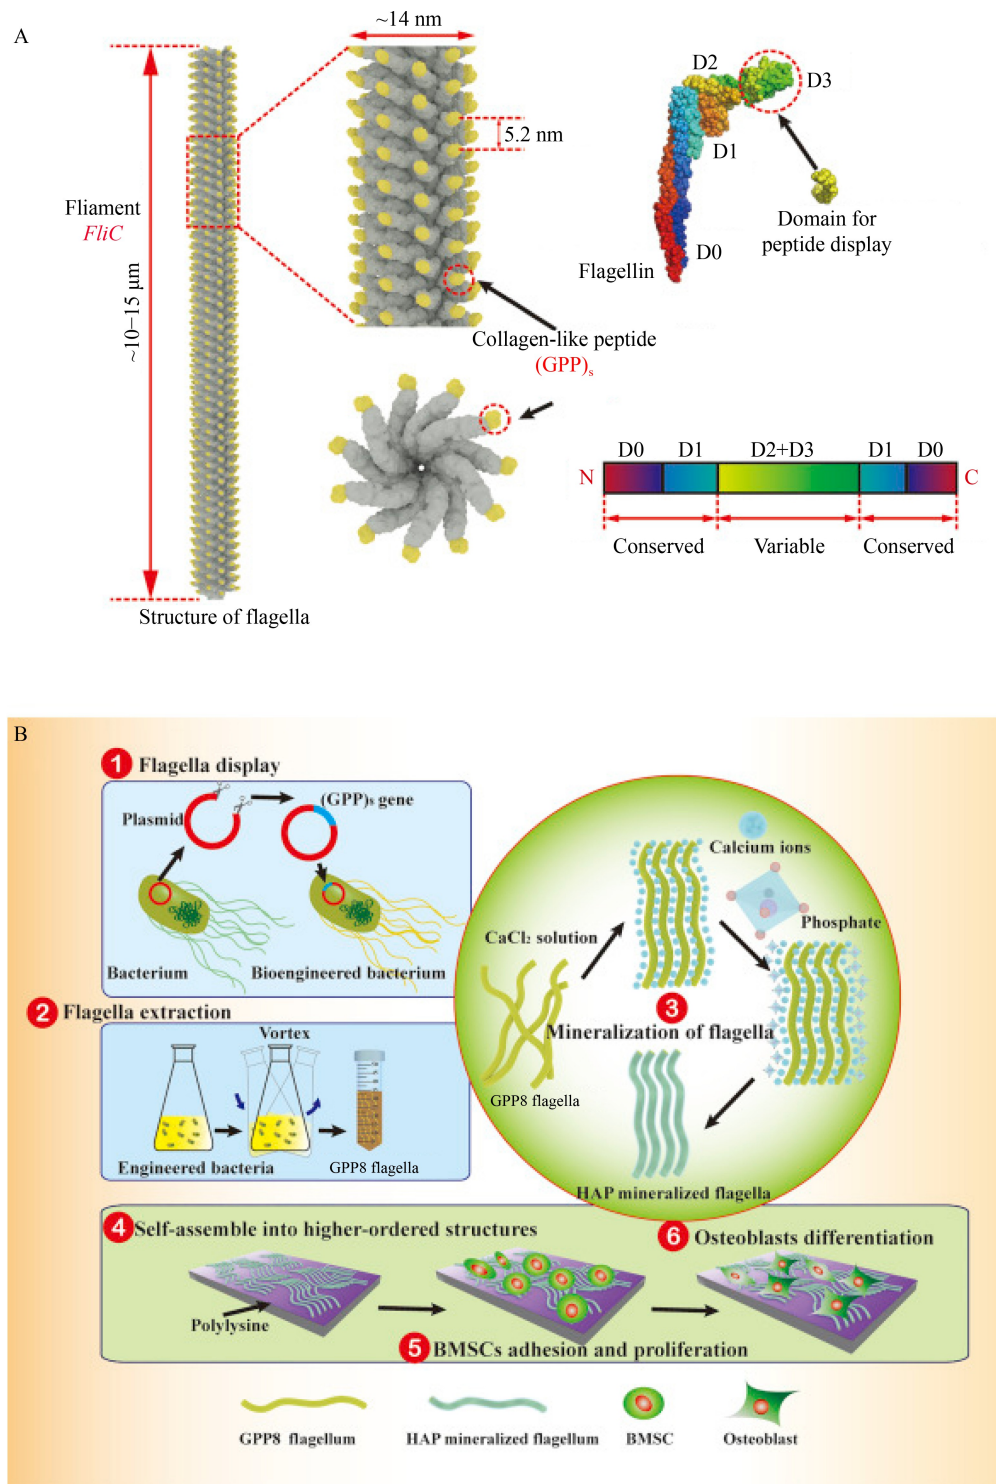 A
~14 nm
5.2 nm
Fliament
FliC
~10−15 μm
Collagen-like peptide
(GPP)s
Structure of flagella
D2
D3
D1
D0
Flagellin
Domain for
peptide display
D0 D1 D2+D3 D1 D0
N
C
Conserved Variable Conserved
B
1 Flagella display
Plasmid
(GPP)s gene
Bacterium
Bioengineered bacterium
2 Flagella extraction
Vortex
Engineered bacteria
GPP8 flagella
Calcium ions
Phosphate
CaCl2 solution
3
Mineralization of flagella
GPP8 flagella
HAP mineralized flagella
4 Self-assemble into higher-ordered structures
6 Osteoblasts differentiation
Polylysine
5 BMSCs adhesion and proliferation
GPP8 flagellum
HAP mineralized flagellum
BMSC
Osteoblast